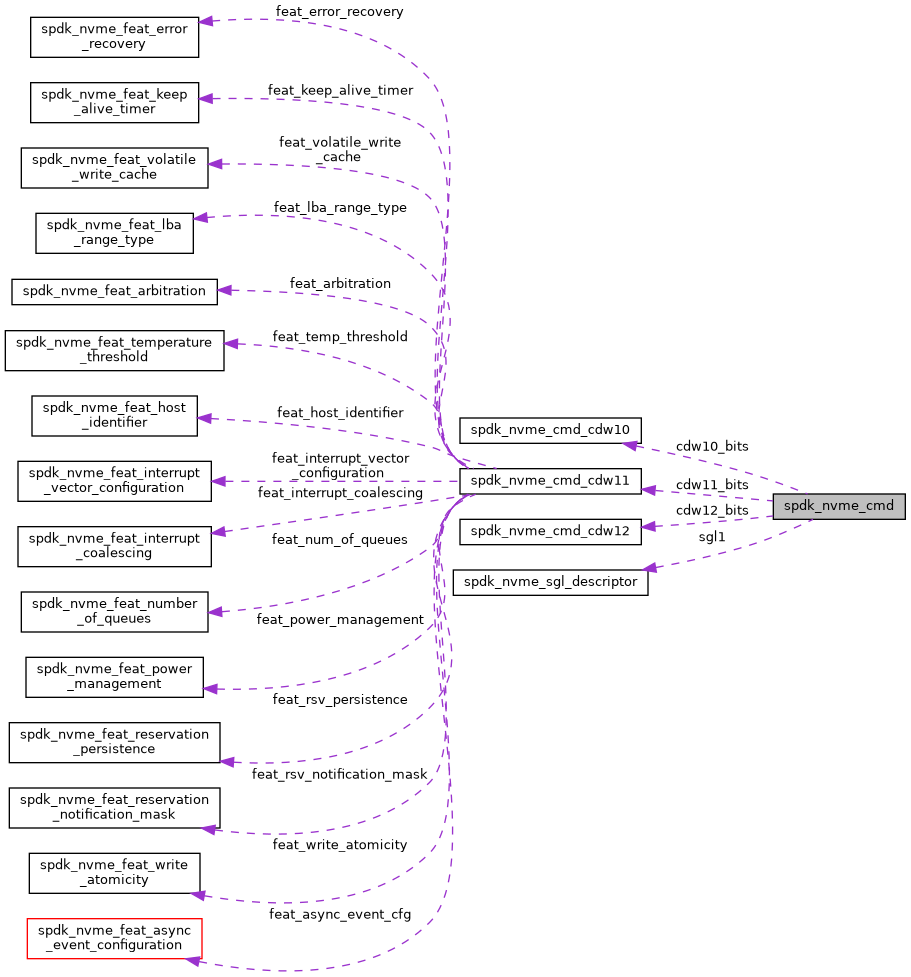 feat_error_recovery
spdk_nvme_feat_error
_recovery
feat_keep_alive_timer
spdk_nvme_feat_keep
_alive_timer
feat_volatile_write
_cache
spdk_nvme_feat_volatile
_write_cache
feat_lba_range_type
spdk_nvme_feat_lba
_range_type
feat_arbitration
spdk_nvme_feat_arbitration
feat_temp_threshold
spdk_nvme_feat_temperature
_threshold
feat_host_identifier
spdk_nvme_feat_host
_identifier
feat_interrupt_vector
_configuration
spdk_nvme_feat_interrupt
_vector_configuration
feat_interrupt_coalescing
spdk_nvme_feat_interrupt
_coalescing
feat_num_of_queues
spdk_nvme_feat_number
_of_queues
feat_power_management
spdk_nvme_feat_power
_management
feat_rsv_persistence
spdk_nvme_feat_reservation
_persistence
feat_rsv_notification_mask
spdk_nvme_feat_reservation
_notification_mask
feat_write_atomicity
spdk_nvme_feat_write
_atomicity
feat_async_event_cfg
spdk_nvme_feat_async
_event_configuration
spdk_nvme_cmd_cdw10
spdk_nvme_cmd_cdw11
spdk_nvme_cmd_cdw12
spdk_nvme_sgl_descriptor
cdw10_bits
cdw11_bits
cdw12_bits
sgl1
spdk_nvme_cmd